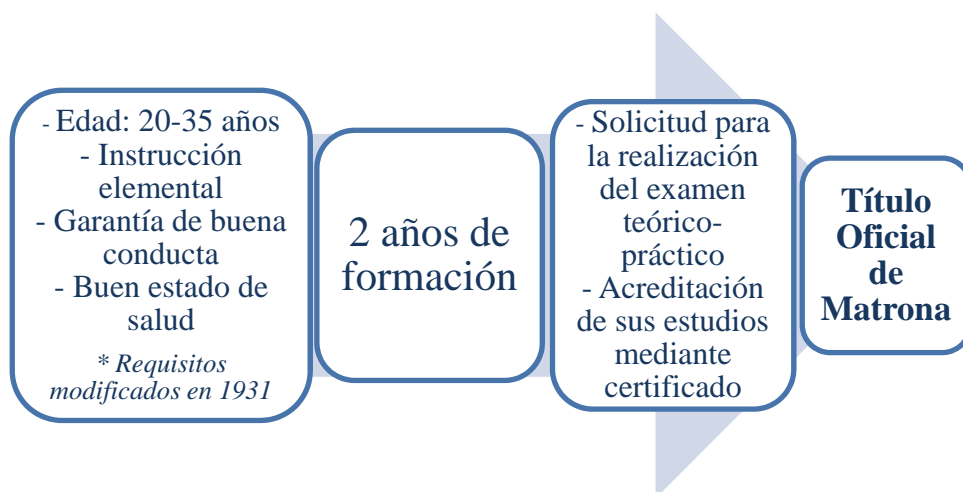 - Edad: 20-35 años
- Instrucción
elemental
- Garantía de buena
conducta
- Buen estado de
salud
* Requisitos
modificados en 1931
2 años de
formación
- Solicitud para
la realización
del examen
teórico-
práctico
- Acreditación
de sus estudios
mediante
certificado
Título
Oficial
de
Matrona